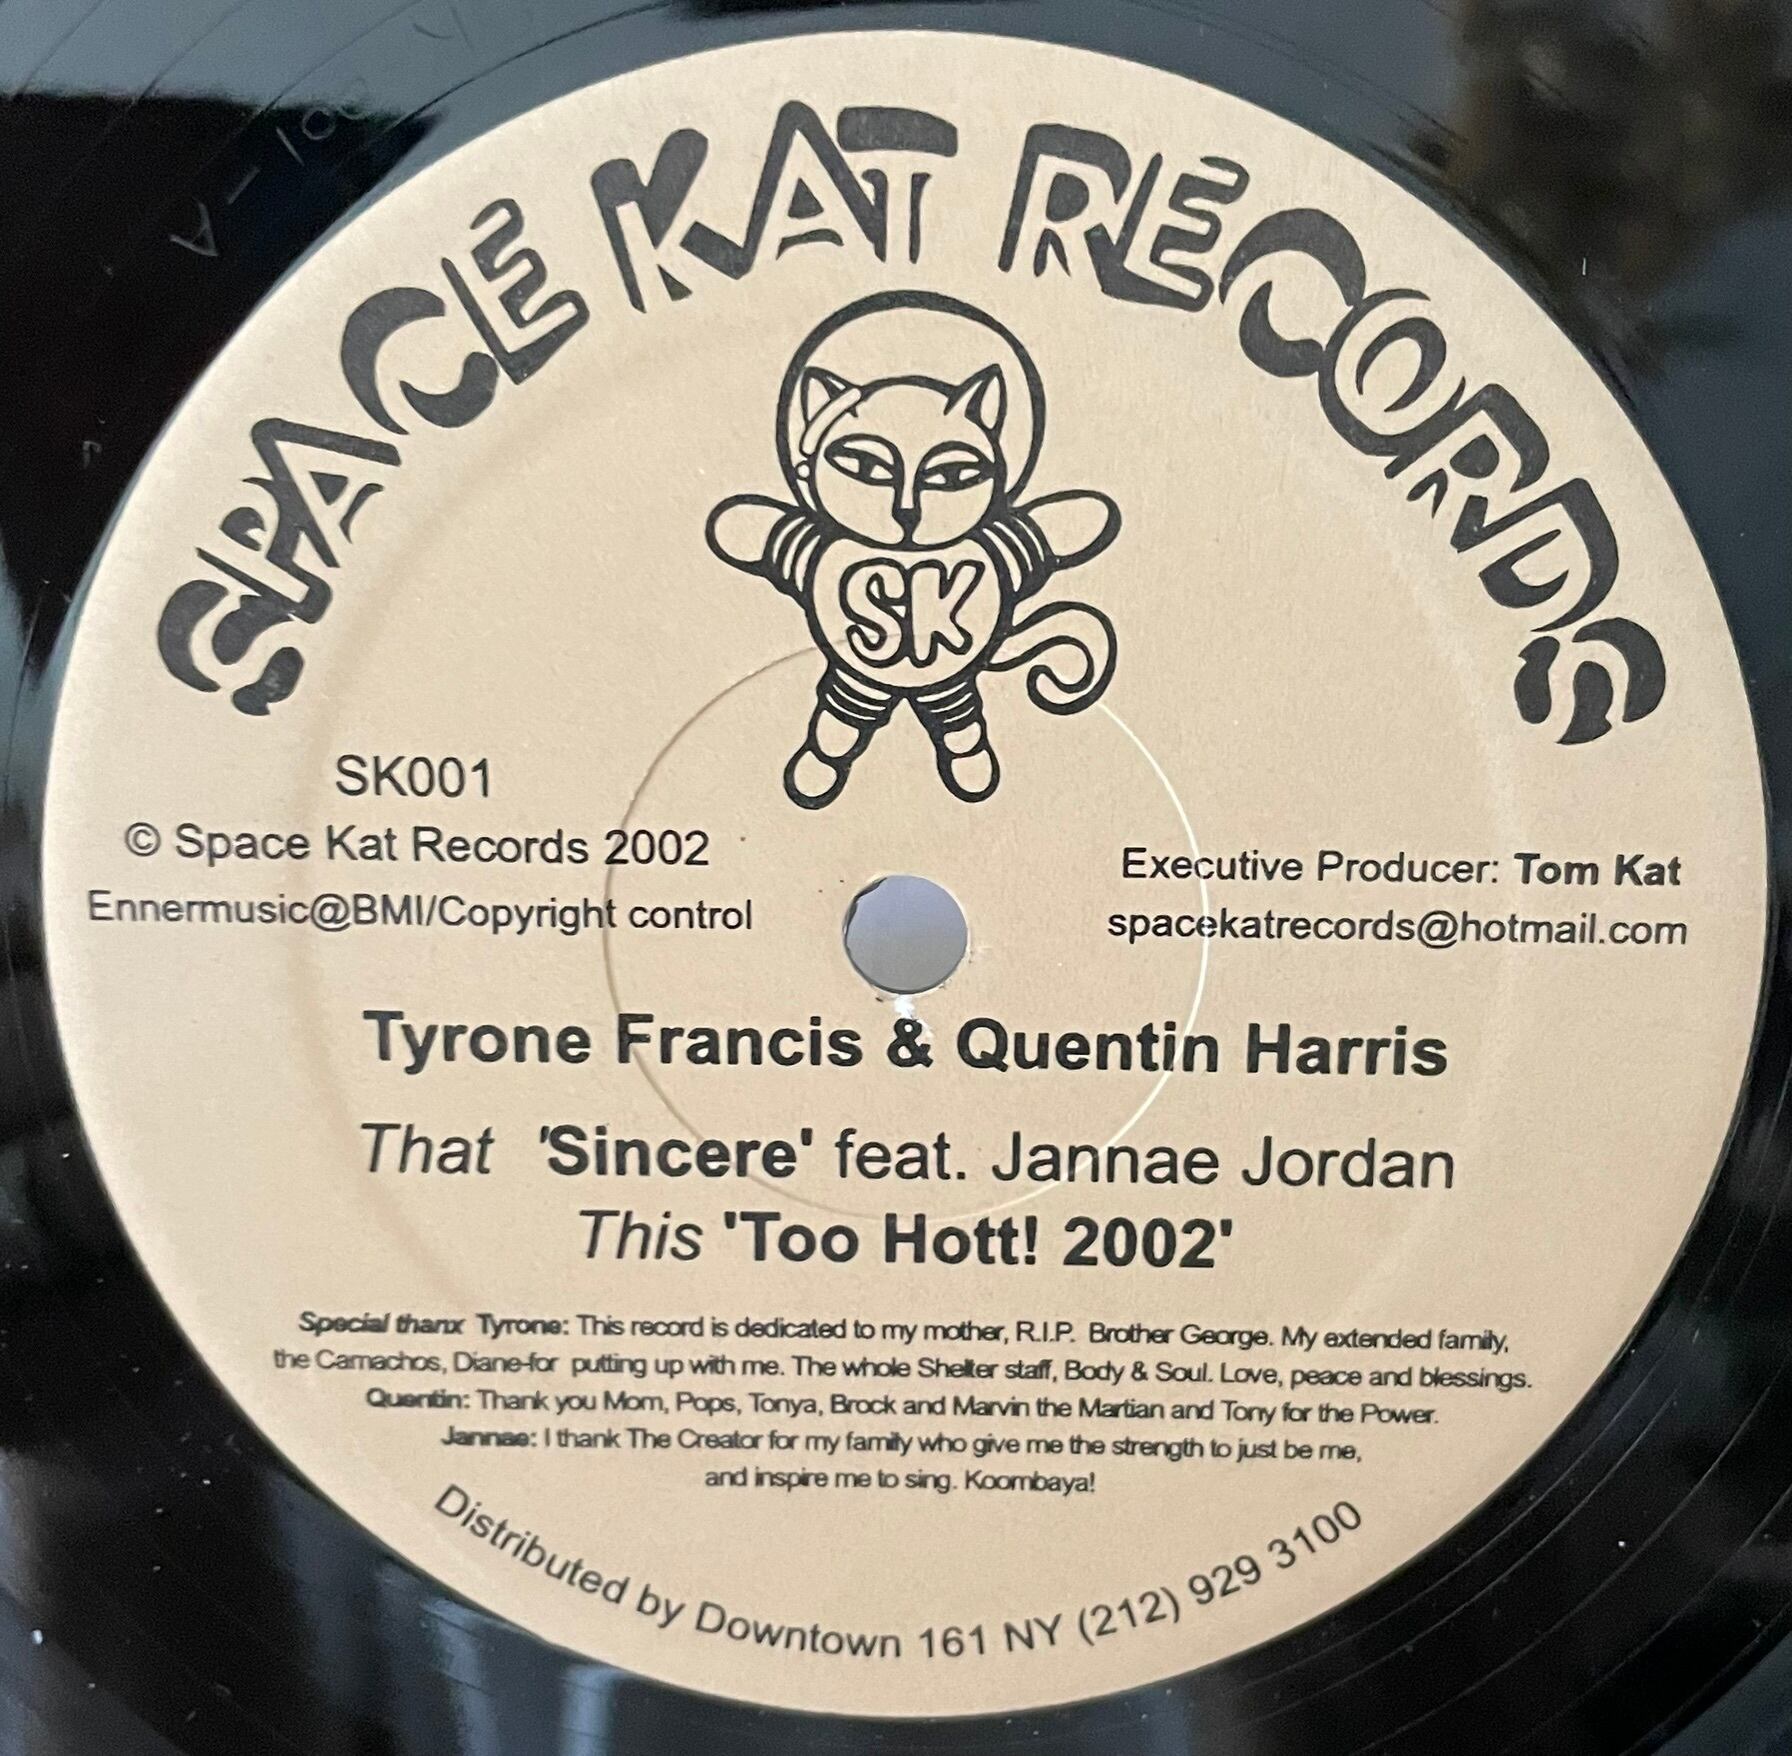 SPACE KAT RECORDS
SK
SK001
© Space Kat Records 2002
Ennermusic@BMI/Copyright control
Executive Producer: Tom Kat
spacekatrecords@hotmail.com
Tyrone Francis & Quentin Harris
That 'Sincere' feat. Jannae Jordan
This 'Too Hott! 2002'
Special thanx Tyrone: This record is dedicated to my mother, R.I.P. Brother George. My extended family,
the Camachos, Diane-for putting up with me. The whole Shelter staff, Body & Soul. Love, peace and blessings.
Quentin: Thank you Mom, Pops, Tonya, Brock and Marvin the Martian and Tony for the Power.
Jannae: I thank The Creator for my family who give me the strength to just be me,
and inspire me to sing. Koombaya!
Distributed by Downtown 161 NY (212) 929 3100